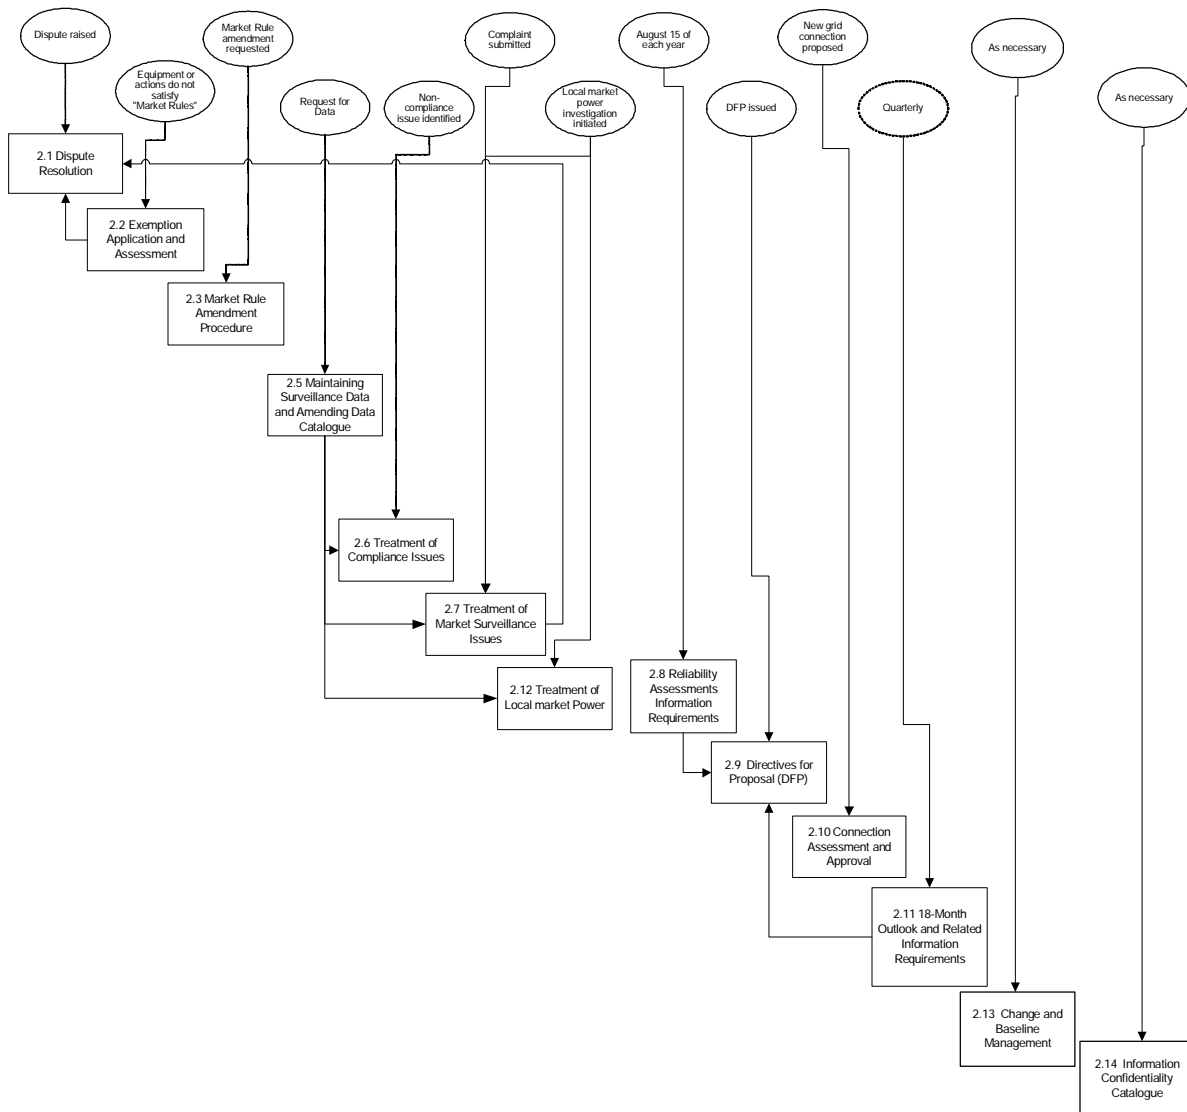 Dispute raised
Market Rule
amendment
requested
Complaint
submitted
August 15 of
each year
New grid
connection
proposed
As necessary
Equipment or
actions do not
satisfy
"Market Rules"
Request for
Data
Non-
compliance
issue identified
Local market
power
investigation
initiated
DFP issued
Quarterly
As necessary
2.1 Dispute
Resolution
2.2 Exemption
Application and
Assessment
2.3 Market Rule
Amendment
Procedure
2.5 Maintaining
Surveillance Data
and Amending Data
Catalogue
2.6 Treatment of
Compliance Issues
2.7 Treatment of
Market Surveillance
Issues
2.12 Treatment of
Local market Power
2.8 Reliability
Assessments
Information
Requirements
2.9 Directives for
Proposal (DFP)
2.10 Connection
Assessment and
Approval
2.11 18-Month
Outlook and Related
Information
Requirements
2.13 Change and
Baseline
Management
2.14 Information
Confidentiality
Catalogue